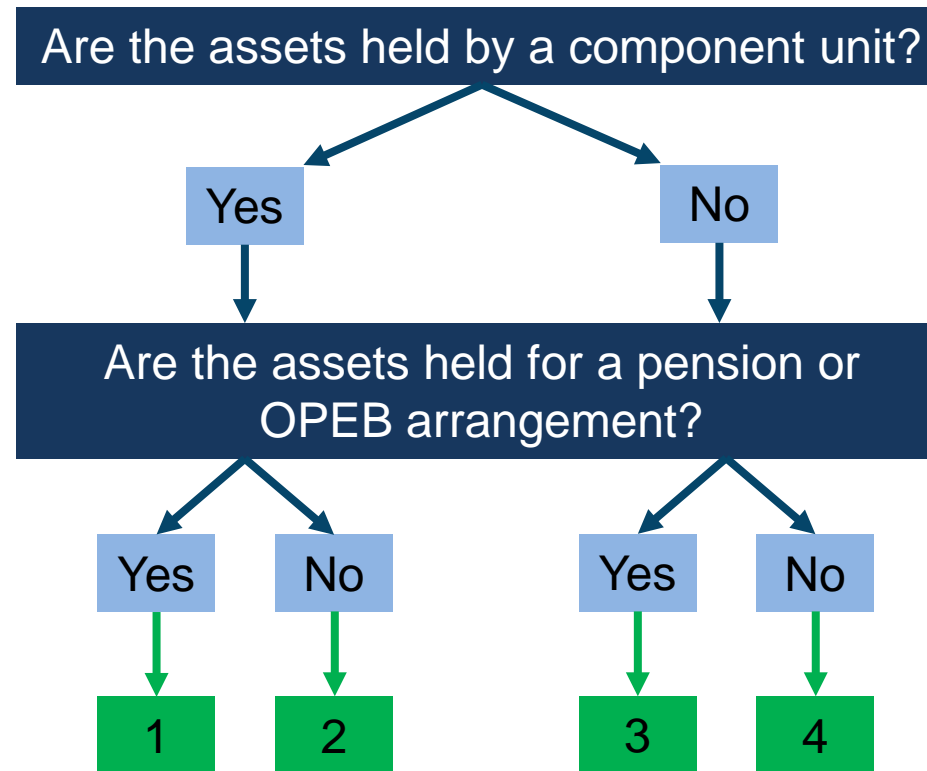 Are the assets held by a component unit?
Yes
No
Are the assets held for a pension or
OPEB arrangement?
Yes
No
Yes
No
1
2
3
4